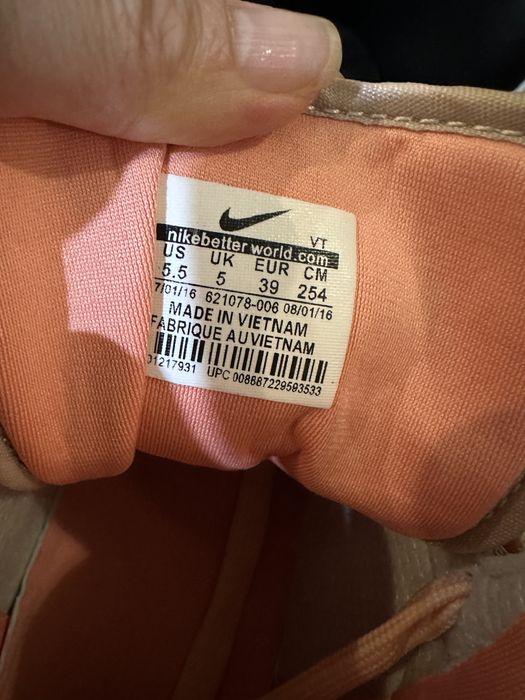 VT
nikebetterworld.com
US UK EUR CM
5.5 5 39 254
7/01/16 621078-006 08/01/16
MADE IN VIETNAM
FABRIQUE AU VIETNAM
01217931 UPC 008867229593533